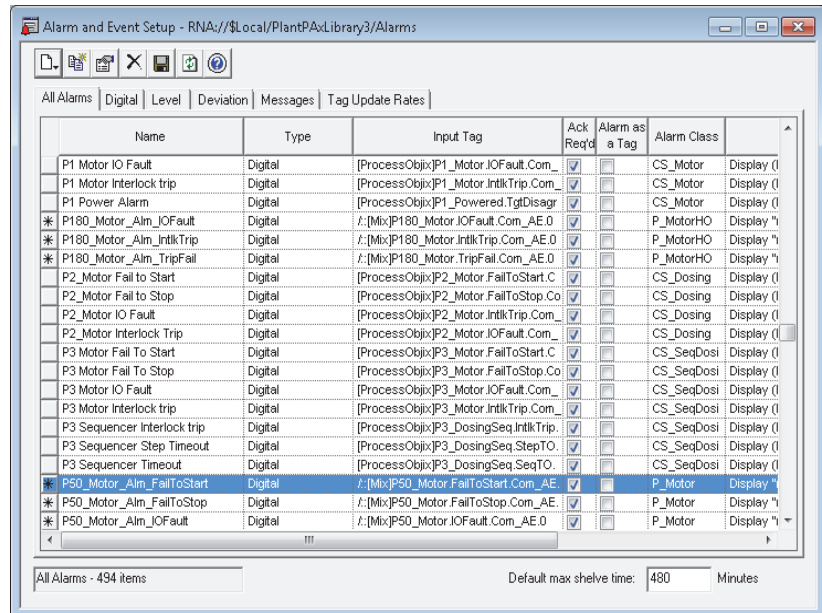 Alarm and Event Setup - RNA://$Local/PlantPAxLibrary3/Alarms
All Alarms Digital Level Deviation Messages Tag Update Rates
Name Type Input Tag Ack Req'd Alarm as a Tag Alarm Class
P1 Motor IO Fault Digital [ProcessObjix]P1_Motor.IOFault.Com_ CS_Motor Display (I
P1 Motor Interlock trip Digital [ProcessObjix]P1_Motor.IntlkTrip.Com_ CS_Motor Display (I
P1 Power Alarm Digital [ProcessObjix]P1_Powered.TgtDisagr CS_Motor Display (I
* P180_Motor_Alm_IOFault Digital /::[Mix]P180_Motor.IOFault.Com_AE.0 P_MotorHO Display "r
* P180_Motor_Alm_IntlkTrip Digital /::[Mix]P180_Motor.IntlkTrip.Com_AE.0 P_MotorHO Display "r
* P180_Motor_Alm_TripFail Digital /::[Mix]P180_Motor.TripFail.Com_AE.0 P_MotorHO Display "r
P2_Motor Fail to Start Digital [ProcessObjix]P2_Motor.FailToStart.C CS_Dosing Display (I
P2_Motor Fail to Stop Digital [ProcessObjix]P2_Motor.FailToStop.Co CS_Dosing Display (I
P2_Motor IO Fault Digital [ProcessObjix]P2_Motor.IntlkTrip.Com_ CS_Dosing Display (I
P2_Motor Interlock Trip Digital [ProcessObjix]P2_Motor.IOFault.Com_ CS_Dosing Display (I
P3 Motor Fail To Start Digital [ProcessObjix]P3_Motor.FailToStart.C CS_SeqDosi Display (I
P3 Motor Fail To Stop Digital [ProcessObjix]P3_Motor.FailToStop.Co CS_SeqDosi Display (I
P3 Motor IO Fault Digital [ProcessObjix]P3_Motor.IOFault.Com_ CS_SeqDosi Display (I
P3 Motor Interlock trip Digital [ProcessObjix]P3_Motor.IntlkTrip.Com_ CS_SeqDosi Display (I
P3 Sequencer Interlock trip Digital [ProcessObjix]P3_DosingSeq.IntlkTrip. CS_SeqDosi Display (I
P3 Sequencer Step Timeout Digital [ProcessObjix]P3_DosingSeq.StepTO. CS_SeqDosi Display (I
P3 Sequencer Timeout Digital [ProcessObjix]P3_DosingSeq.SeqTO. CS_SeqDosi Display (I
* P50_Motor_Alm_FailToStart Digital /::[Mix]P50_Motor.FailToStart.Com_AE. P_Motor Display "r
* P50_Motor_Alm_FailToStop Digital /::[Mix]P50_Motor.FailToStop.Com_AE. P_Motor Display "r
* P50_Motor_Alm_IOFault Digital /::[Mix]P50_Motor.IOFault.Com_AE.0 P_Motor Display "r
All Alarms - 494 items Default max shelve time: 480 Minutes